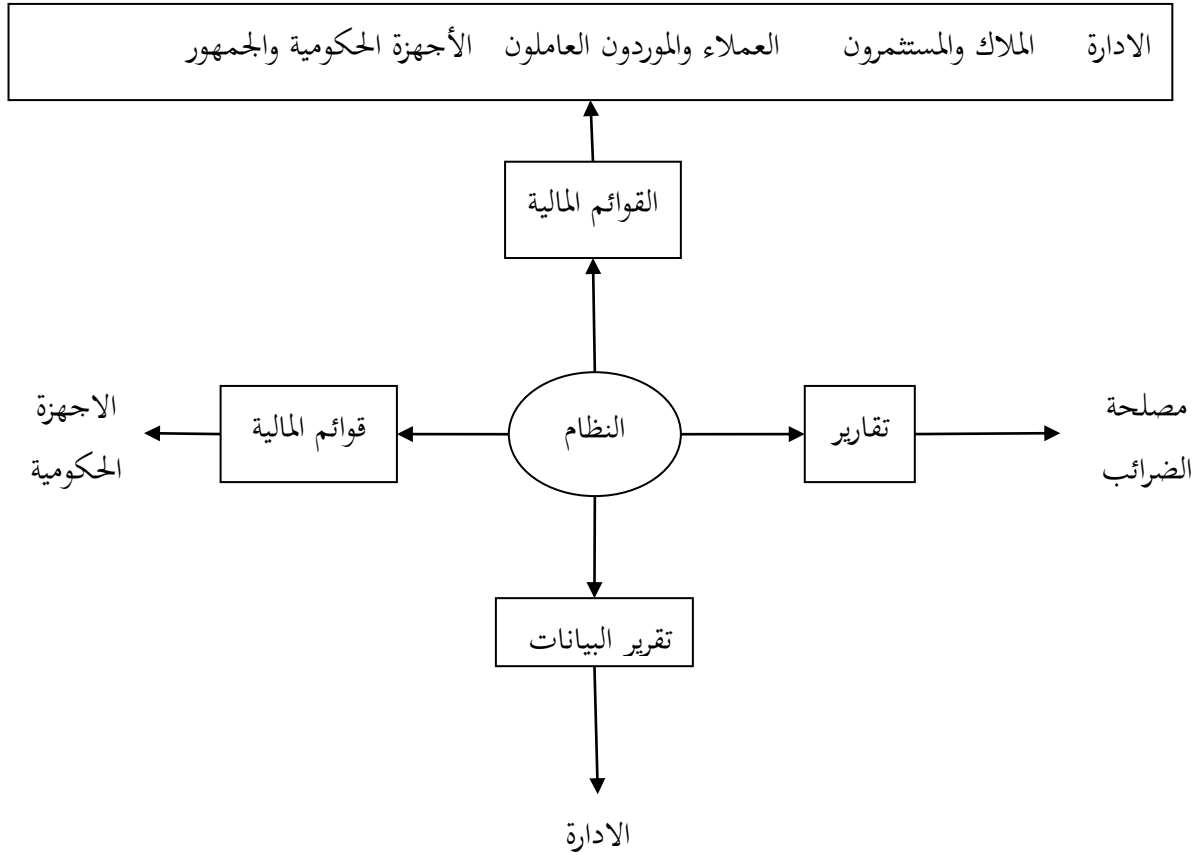 الادارة الملاك والمستثمرون العملاء والموردون العاملون الأجهزة الحكومية والجمهور
القوائم المالية
مصلحة
الضرائب
تقارير
النظام
قوائم المالية
الاجهزة
الحكومية
تقرير البيانات
الادارة